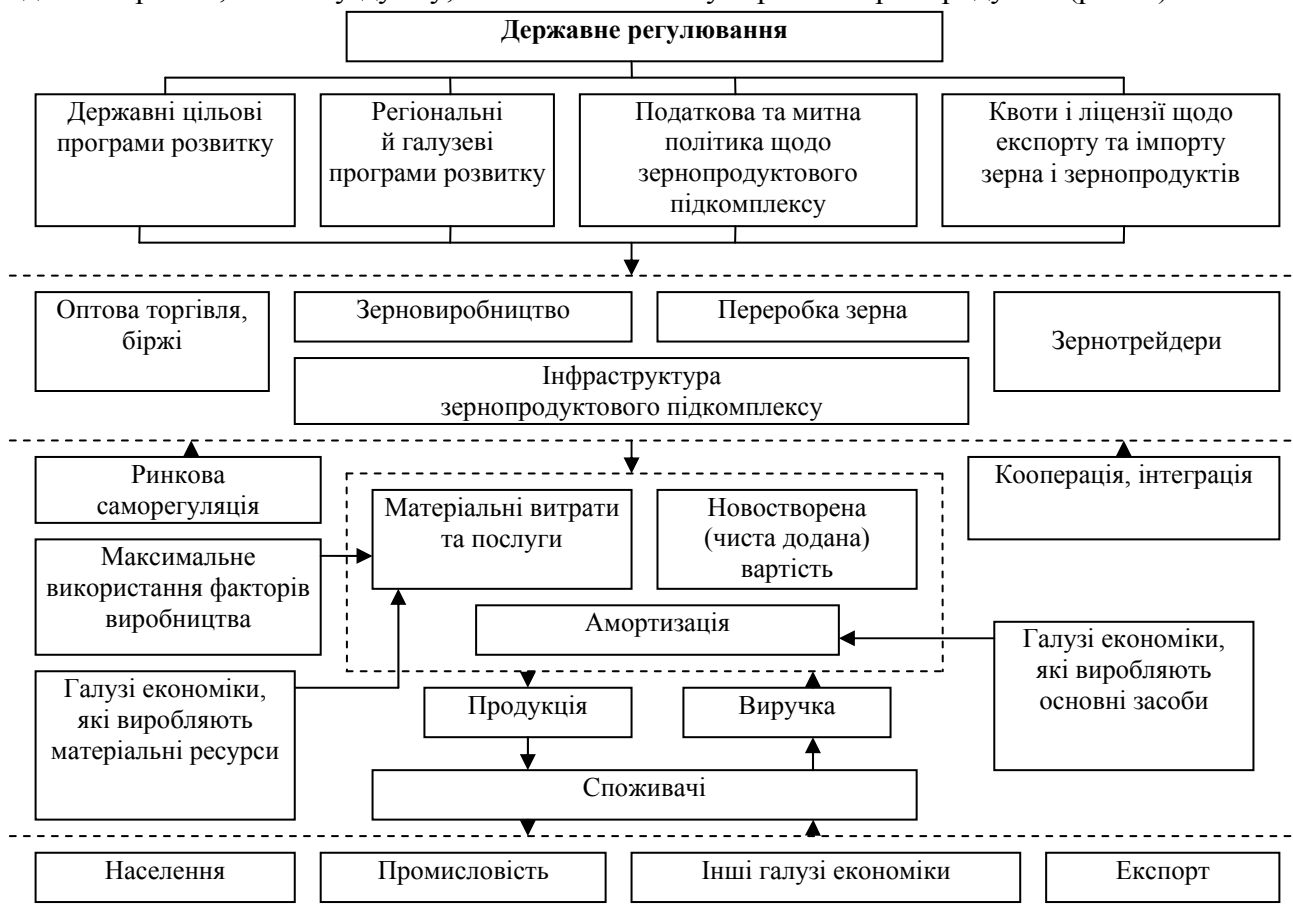 Державне регулювання
Державні цільові
програми розвитку
Регіональні
й галузеві
програми розвитку
Податкова та митна
політика щодо
зернопродуктового
підкомплексу
Квоти і ліцензії щодо
експорту та імпорту
зерна і зернопродуктів
Оптова торгівля,
біржі
Зерновиробництво
Переробка зерна
Зернотрейдери
Інфраструктура
зернопродуктового підкомплексу
Ринкова
саморегуляція
Кооперація, інтеграція
Матеріальні витрати
та послуги
Новостворена
(чиста додана)
вартість
Максимальне
використання факторів
виробництва
Амортизація
Галузі економіки,
які виробляють
основні засоби
Галузі економіки,
які виробляють
матеріальні ресурси
Продукція
Виручка
Споживачі
Населення
Промисловість
Інші галузі економіки
Експорт